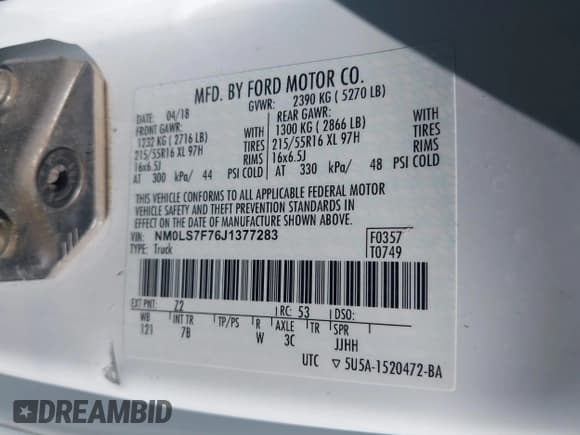 MFD. BY FORD MOTOR CO.
DATE: 04/18 GVWR: 2390 KG ( 5270 LB)
FRONT GAWR: REAR GAWR:
1232 KG ( 2716 LB) WITH 1300 KG ( 2866 LB) WITH
215/55R16 XL 97H TIRES 215/55R16 XL 97H TIRES
16x6.5J RIMS 16x6.5J RIMS
AT 300 kPa/ 44 PSI COLD AT 330 kPa/ 48 PSI COLD
THIS VEHICLE CONFORMS TO ALL APPLICABLE FEDERAL MOTOR
VEHICLE SAFETY AND THEFT PREVENTION STANDARDS IN
EFFECT ON THE DATE OF MANUFACTURE SHOWN ABOVE.
VIN: NM0LS7F76J1377283 F0357
TYPE: Truck T0749
EXT PNT: Z2 RC: 53 DSO:
WB INT TR TP/PS R AXLE TR SPR
121 7B W 3C JJHH
UTC ▽ 5U5A-1520472-BA
DREAMBID